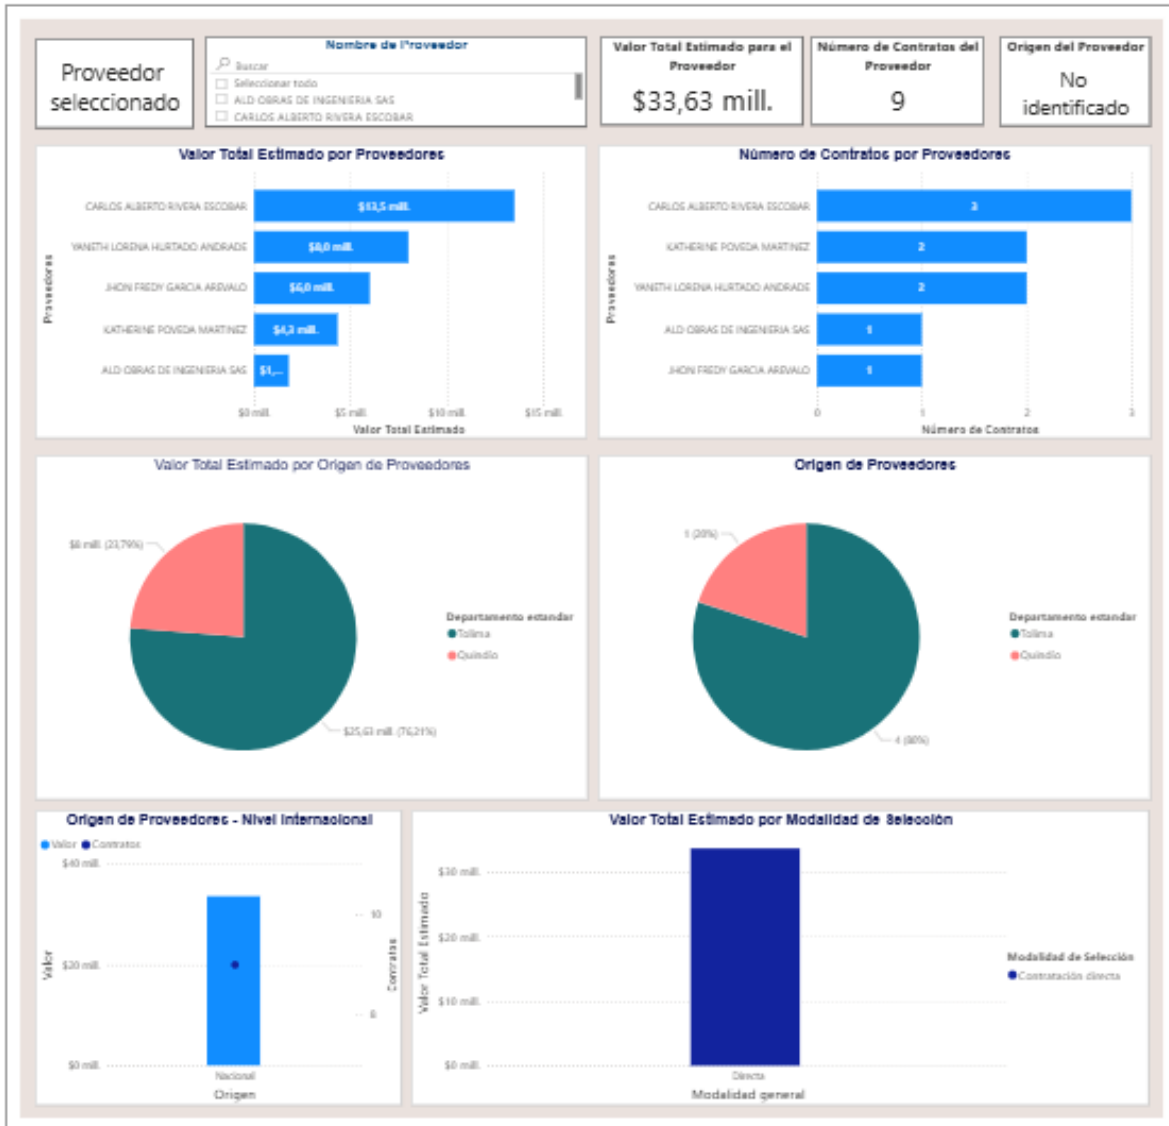 Proveedor
seleccionado
Nombre de Proveedor
Buscar
Seleccionar todo
ALD OBRAS DE INGENIERIA SAS
CARLOS ALBERTO RIVERA ESCOBAR
Valor Total Estimado para el
Proveedor
$33,63 mill.
Número de Contratos del
Proveedor
9
Origen del Proveedor
No
identificado
Valor Total Estimado por Proveedores
Proveedores
CARLOS ALBERTO RIVERA ESCOBAR
$13,5 mill.
YANETH LORENA HURTADO ANDRADE
$8,0 mill.
JHON FREDY GARCIA AREVALO
$6,0 mill.
KATHERINE POVEDA MARTINEZ
$4,3 mill.
ALD OBRAS DE INGENIERIA SAS
$1,...
$0 mill. $5 mill. $10 mill. $15 mill.
Valor Total Estimado
Número de Contratos por Proveedores
Proveedores
CARLOS ALBERTO RIVERA ESCOBAR
3
KATHERINE POVEDA MARTINEZ
2
YANETH LORENA HURTADO ANDRADE
2
ALD OBRAS DE INGENIERIA SAS
1
JHON FREDY GARCIA AREVALO
1
0 1 2 3
Número de Contratos
Valor Total Estimado por Origen de Proveedores
$8 mill. (23,79%)
$25,63 mill. (76,21%)
Departamento estandar
Tolima
Quindío
Origen de Proveedores
1 (20%)
4 (80%)
Departamento estandar
Tolima
Quindío
Origen de Proveedores - Nivel Internacional
Valor Contratos
$40 mill.
$20 mill.
$0 mill.
Valor
10
8
Contratos
Nacional
Origen
Valor Total Estimado por Modalidad de Selección
Valor Total Estimado
$30 mill.
$20 mill.
$10 mill.
$0 mill.
Directa
Modalidad general
Modalidad de Selección
Contratación directa